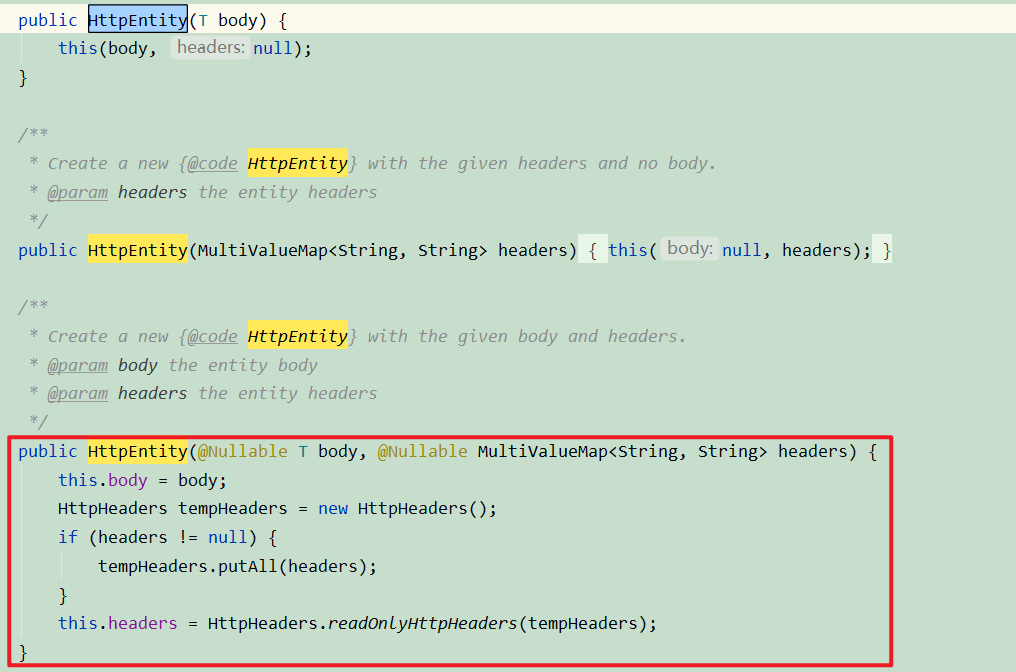 public HttpEntity(T body) {
this(body, headers: null);
}
/**
* Create a new {@code HttpEntity} with the given headers and no body.
* @param headers the entity headers
*/
public HttpEntity(MultiValueMap<String, String> headers) { this( body: null, headers); }
/**
* Create a new {@code HttpEntity} with the given body and headers.
* @param body the entity body
* @param headers the entity headers
*/
public HttpEntity(@Nullable T body, @Nullable MultiValueMap<String, String> headers) {
this.body = body;
HttpHeaders tempHeaders = new HttpHeaders();
if (headers != null) {
tempHeaders.putAll(headers);
}
this.headers = HttpHeaders.readOnlyHttpHeaders(tempHeaders);
}